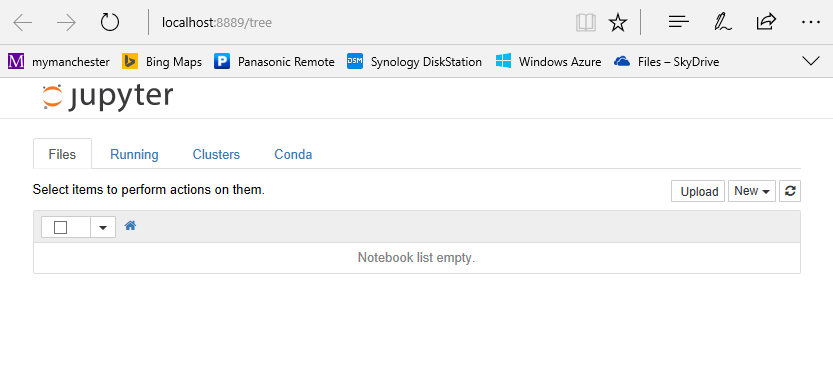 localhost:8889/tree
mymanchester Bing Maps Panasonic Remote DSM Synology DiskStation Windows Azure Files – SkyDrive
jupyter
Files Running Clusters Conda
Select items to perform actions on them. Upload New
Notebook list empty.